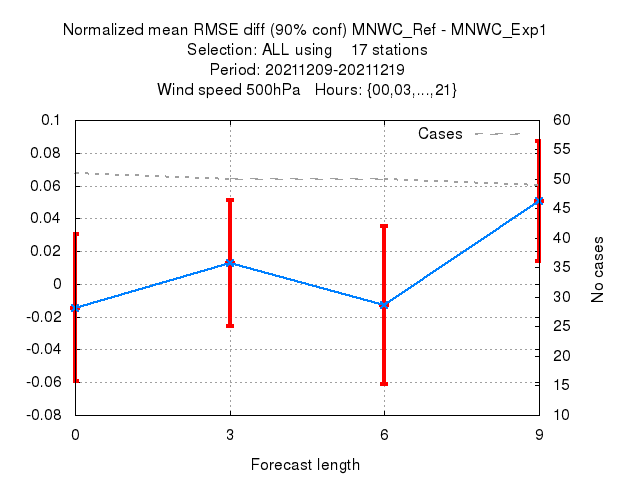 Normalized mean RMSE diff (90% conf) MNWC_Ref - MNWC_Exp1
Selection: ALL using 17 stations
Period: 20211209-20211219
Wind speed 500hPa Hours: {00,03,...,21}
Cases
0.1
0.08
0.06
0.04
0.02
0
-0.02
-0.04
-0.06
-0.08
60
55
50
45
40
35
30
25
20
15
10
No cases
0 3 6 9
Forecast length